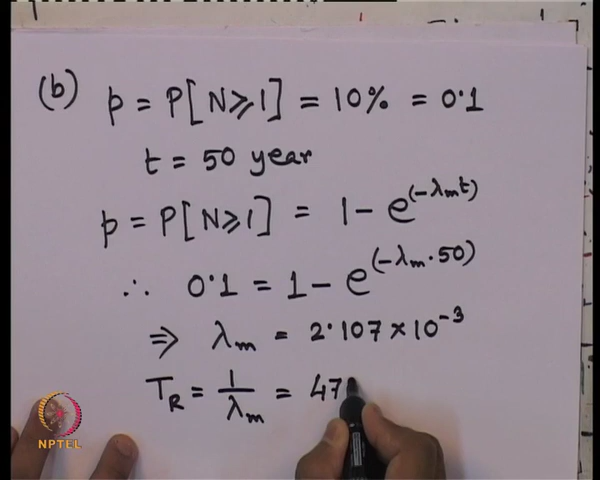 (b) p = P[N≥1] = 10% = 0.1
t = 50 year
p = P[N≥1] = 1 - e^(-λmt)
∴ 0.1 = 1 - e^(-λm.50)
⇒ λm = 2.107 × 10^-3
TR = 1/λm = 47
NPTEL